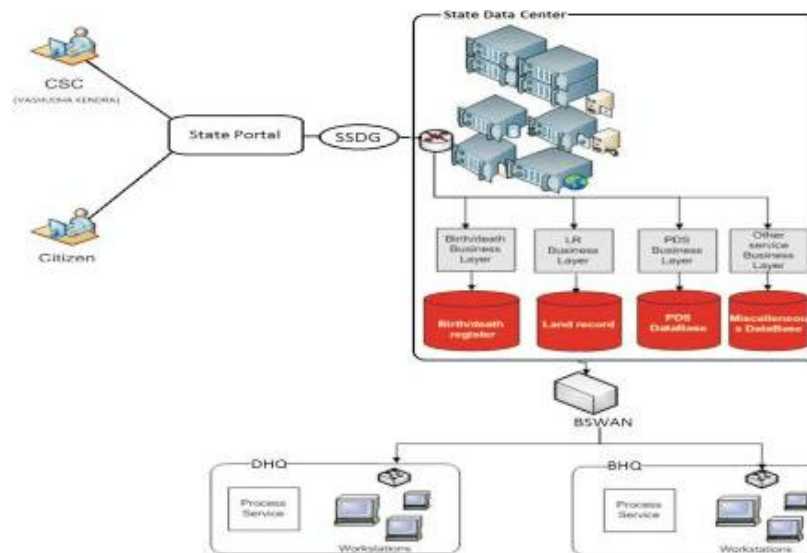 State Data Center
CSC
(VASHUDHA KENDRA)
State Portal
SSDG
Citizen
Birth/death
Business
Layer
LR
Business
Layer
PDS
Business
Layer
Other
service
Business
Layer
Birth/death
register
Land record
PDS
DataBase
Miscellaneou
s DataBase
BSWAN
DHQ
Process
Service
Workstations
BHQ
Process
Service
Workstations